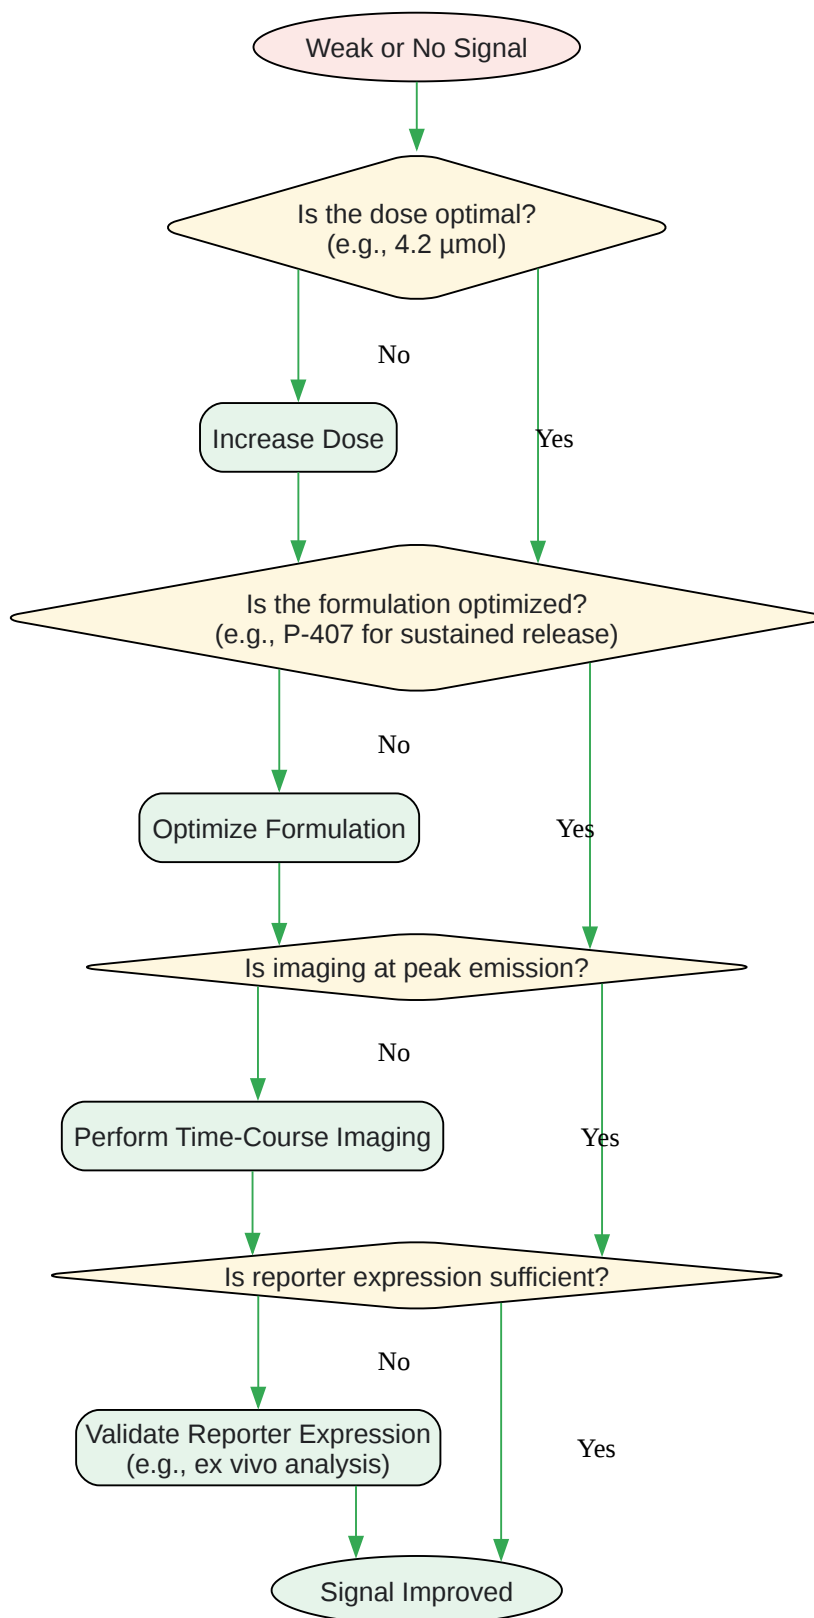 Weak or No Signal
Is the dose optimal?
(e.g., 4.2 µmol)
No
Increase Dose
Yes
Is the formulation optimized?
(e.g., P-407 for sustained release)
No
Optimize Formulation
Yes
Is imaging at peak emission?
No
Perform Time-Course Imaging
Yes
Is reporter expression sufficient?
No
Validate Reporter Expression
(e.g., ex vivo analysis)
Yes
Signal Improved